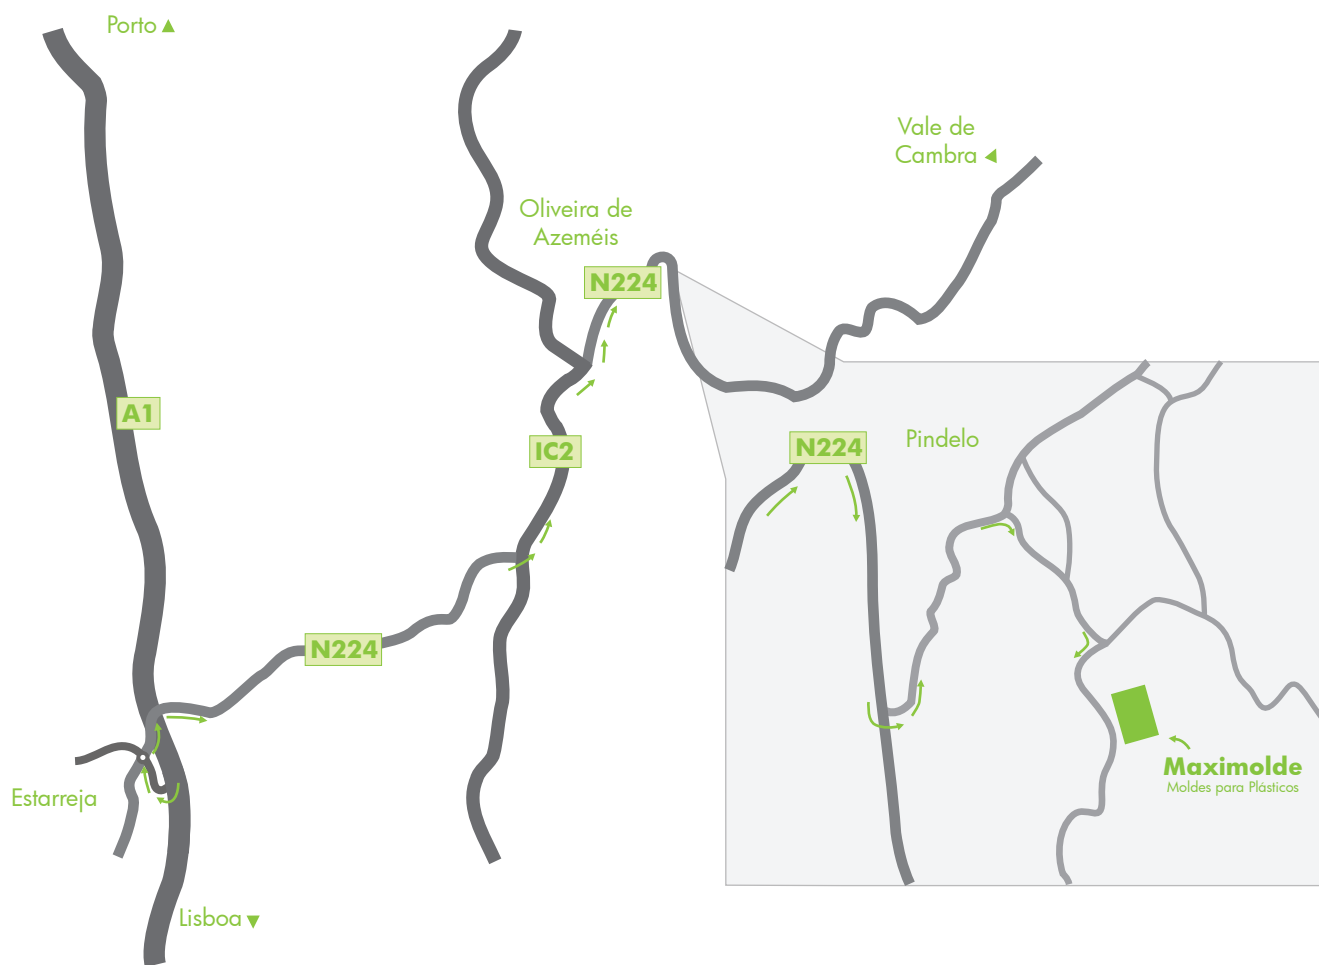 Porto
Vale de
Cambra
Oliveira de
Azeméis
N224
A1
N224
Pindelo
IC2
N224
Maximolde
Moldes para Plásticos
Estarreja
Lisboa